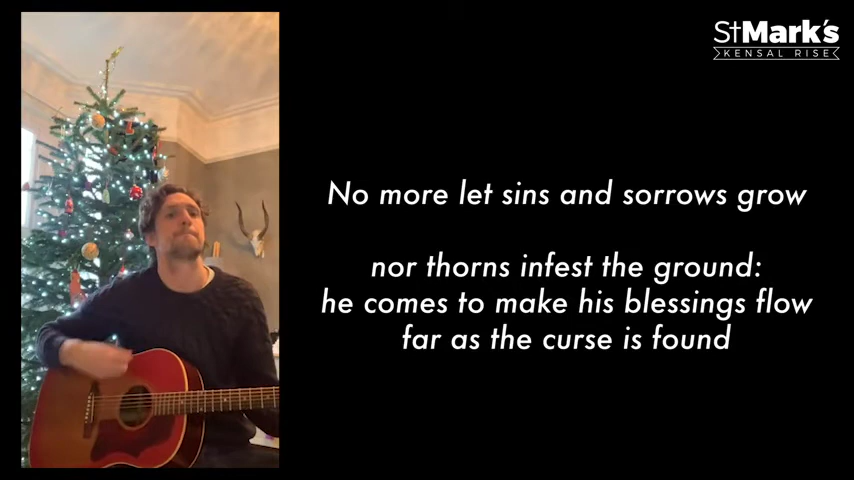 StMark's
KENSAL RISE
No more let sins and sorrows grow
nor thorns infest the ground:
he comes to make his blessings flow
far as the curse is found